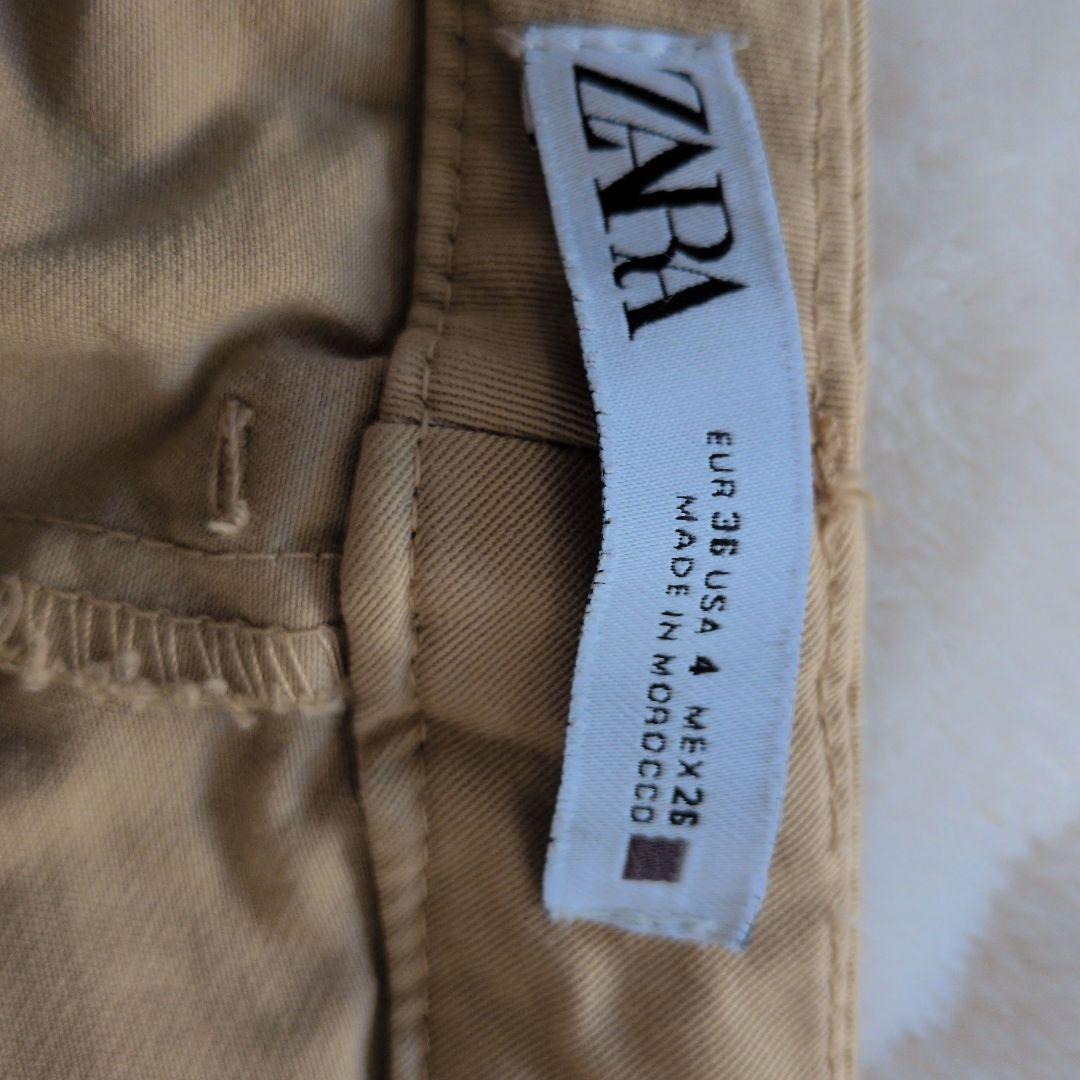 ZARA
EUR 36 USA 4 MEX 26
MADE IN MOROCCO